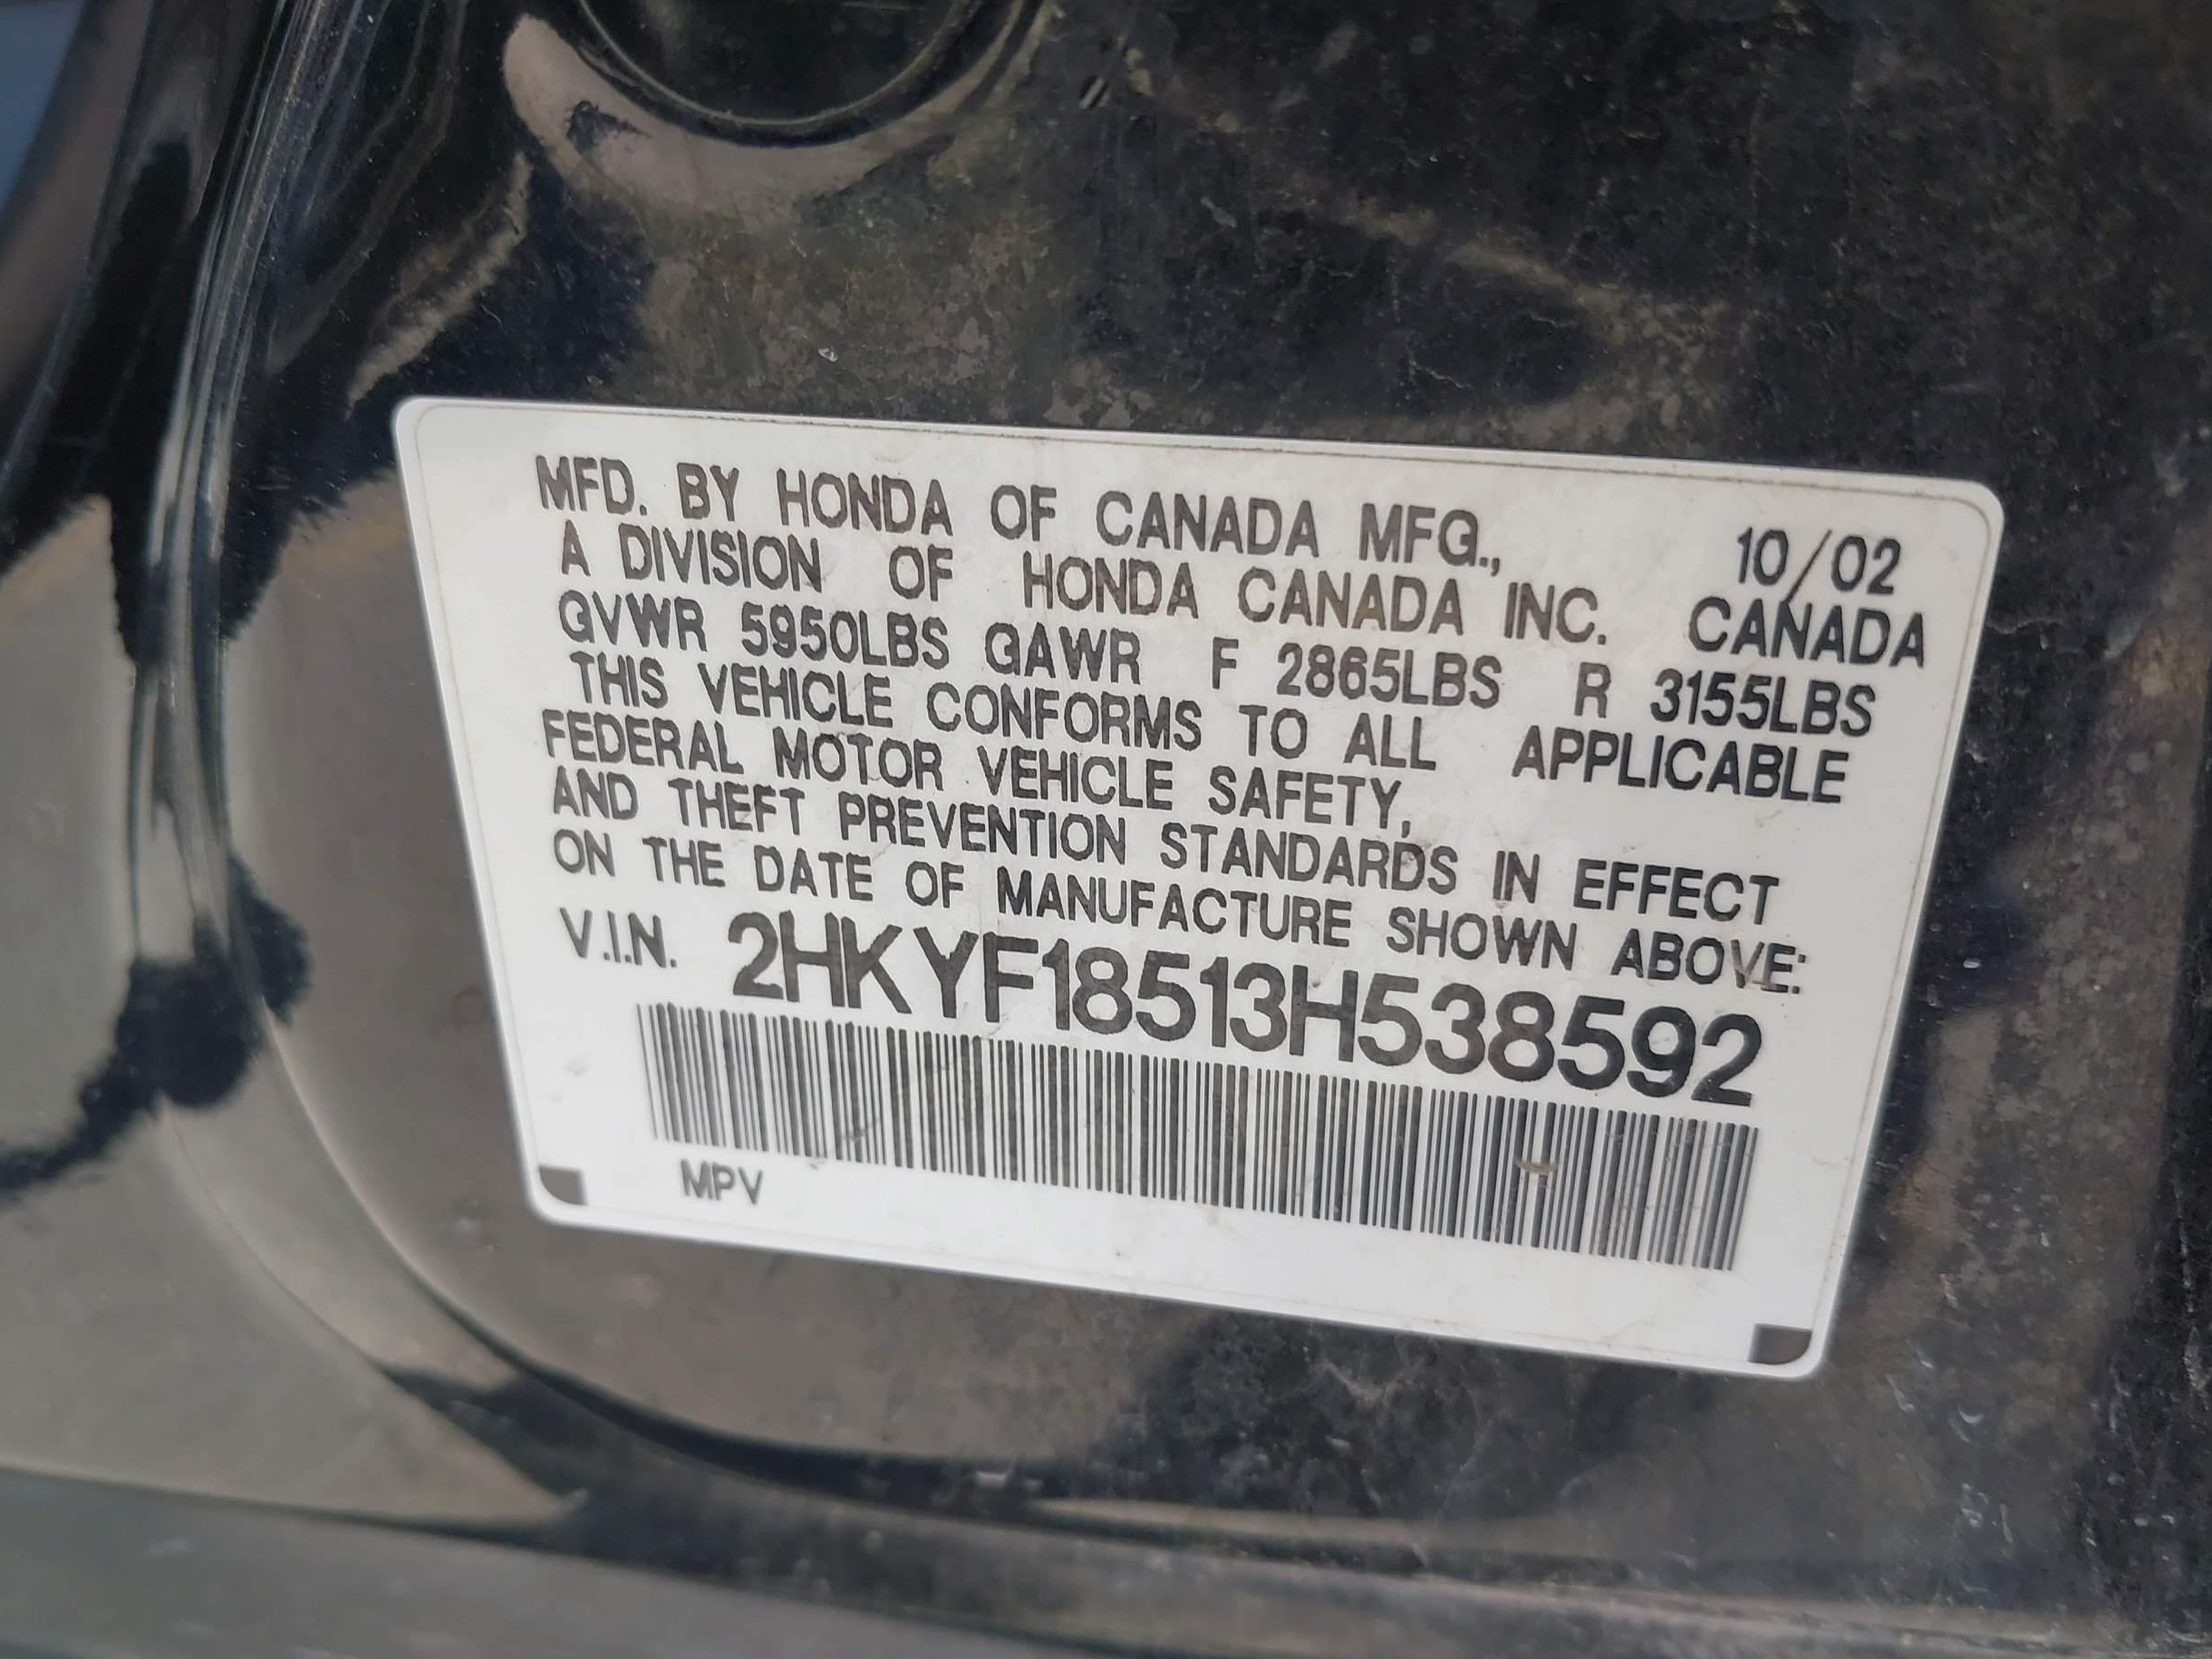 MFD. BY HONDA OF CANADA MFG., 10/02
A DIVISION OF HONDA CANADA INC. CANADA
GVWR 5950LBS GAWR F 2865LBS R 3155LBS
THIS VEHICLE CONFORMS TO ALL APPLICABLE
FEDERAL MOTOR VEHICLE SAFETY,
AND THEFT PREVENTION STANDARDS IN EFFECT
ON THE DATE OF MANUFACTURE SHOWN ABOVE:
V.I.N. 2HKYF18513H538592
MPV